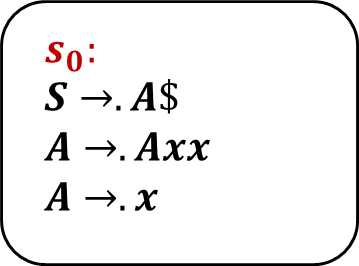 s₀:
S →. A$
A →. Axx
A →. x